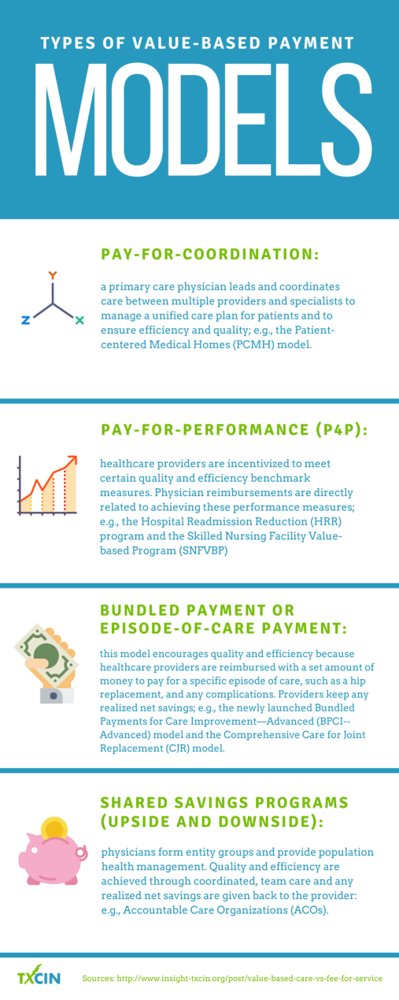 TYPES OF VALUE-BASED PAYMENT
MODELS
PAY-FOR-COORDINATION:
a primary care physician leads and coordinates
care between multiple providers and specialists to
manage a unified care plan for patients and to
ensure efficiency and quality; e.g., the Patient-
centered Medical Homes (PCMH) model.
Y
Z
X
PAY-FOR-PERFORMANCE (P4P):
healthcare providers are incentivized to meet
certain quality and efficiency benchmark
measures. Physician reimbursements are directly
related to achieving these performance measures;
e.g., the Hospital Readmission Reduction (HRR)
program and the Skilled Nursing Facility Value-
based Program (SNFVBP)
BUNDLED PAYMENT OR
EPISODE-OF-CARE PAYMENT:
this model encourages quality and efficiency because
healthcare providers are reimbursed with a set amount of
money to pay for a specific episode of care, such as a hip
replacement, and any complications. Providers keep any
realized net savings; e.g., the newly launched Bundled
Payments for Care Improvement—Advanced (BPCI--
Advanced) model and the Comprehensive Care for Joint
Replacement (CJR) model.
SHARED SAVINGS PROGRAMS
(UPSIDE AND DOWNSIDE):
physicians form entity groups and provide population
health management. Quality and efficiency are
achieved through coordinated, team care and any
realized net savings are given back to the provider:
e.g., Accountable Care Organizations (ACOs).
TXCIN
Sources: http://www.insight-txcin.org/post/value-based-care-vs-fee-for-service